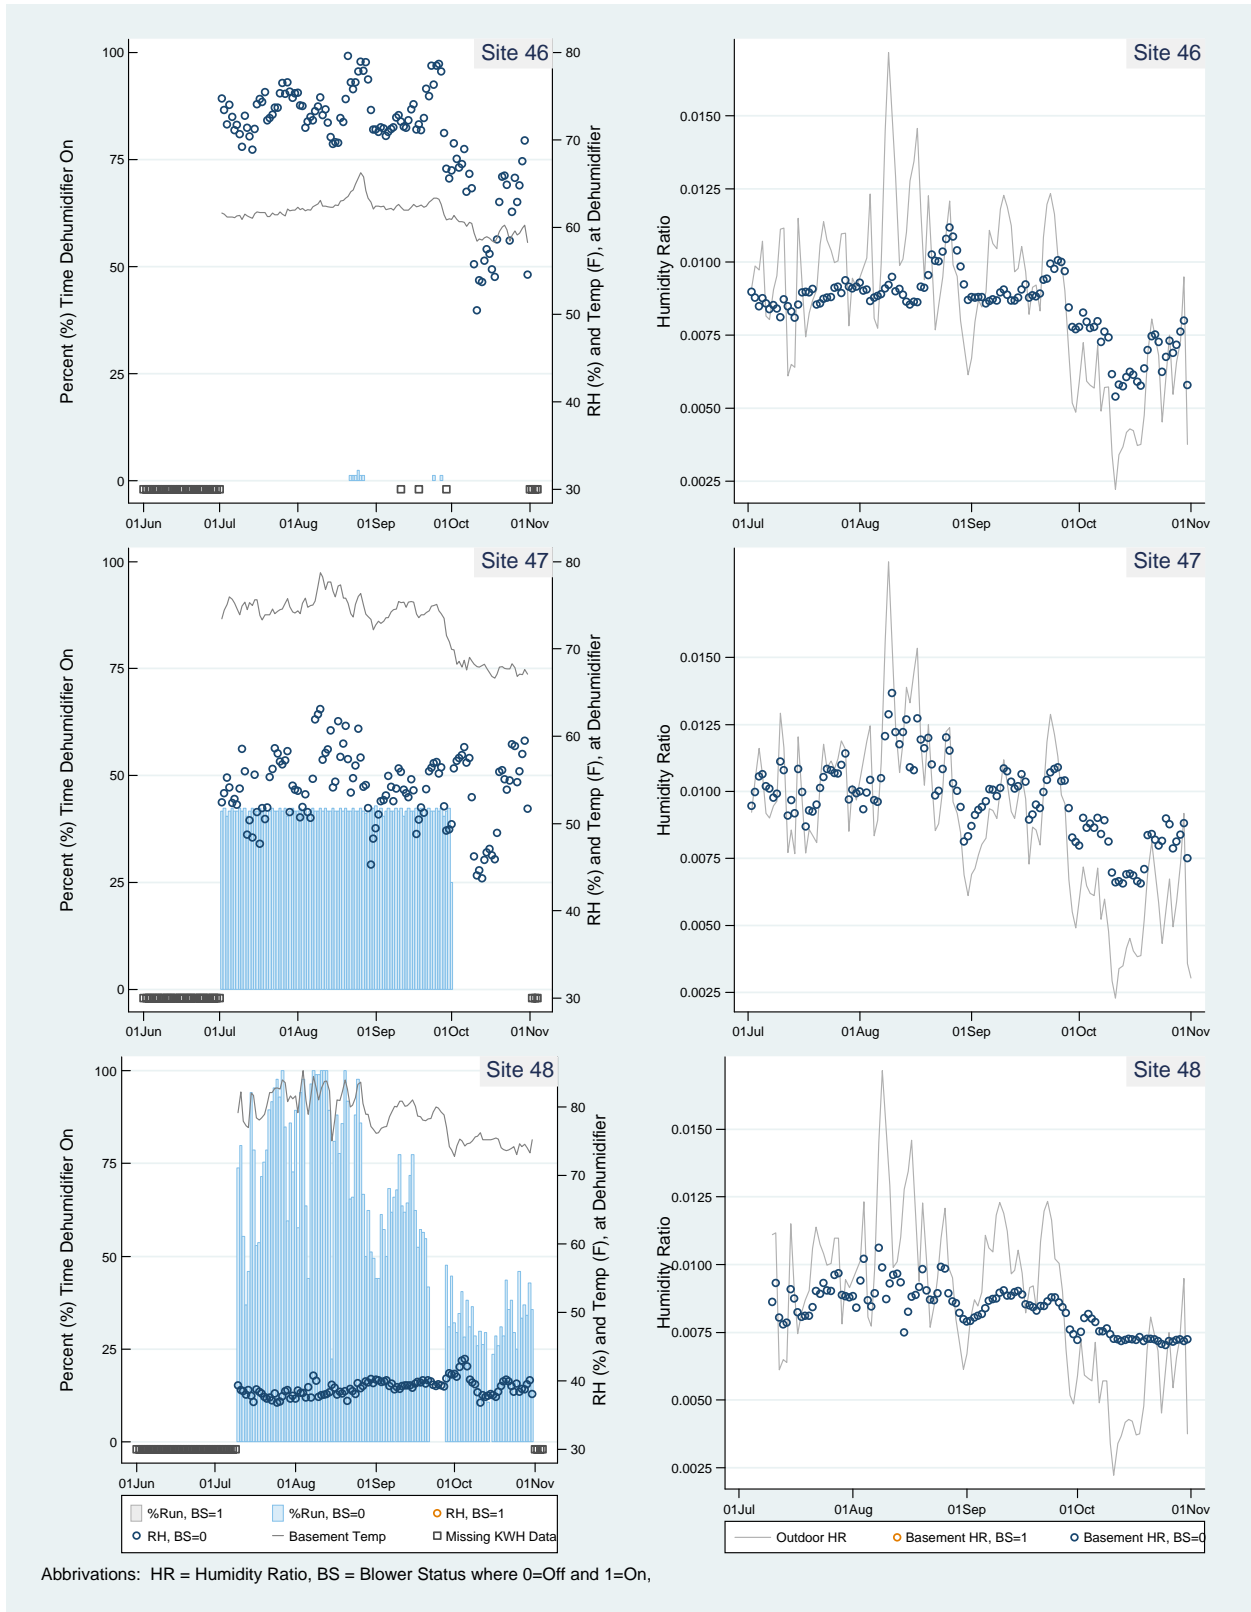 Site 46
100
75
50
25
0
80
70
60
50
40
30
Percent (%) Time Dehumidifier On
RH (%) and Temp (F), at Dehumidifier
01Jun 01Jul 01Aug 01Sep 01Oct 01Nov
Site 46
0.0150
0.0125
0.0100
0.0075
0.0050
0.0025
Humidity Ratio
01Jul 01Aug 01Sep 01Oct 01Nov
Site 47
100
75
50
25
0
80
70
60
50
40
30
Percent (%) Time Dehumidifier On
RH (%) and Temp (F), at Dehumidifier
01Jun 01Jul 01Aug 01Sep 01Oct 01Nov
Site 47
0.0150
0.0125
0.0100
0.0075
0.0050
0.0025
Humidity Ratio
01Jul 01Aug 01Sep 01Oct 01Nov
Site 48
100
75
50
25
0
80
70
60
50
40
30
Percent (%) Time Dehumidifier On
RH (%) and Temp (F), at Dehumidifier
01Jun 01Jul 01Aug 01Sep 01Oct 01Nov
%Run, BS=1 %Run, BS=0 RH, BS=1
RH, BS=0 Basement Temp Missing KWH Data
Site 48
0.0150
0.0125
0.0100
0.0075
0.0050
0.0025
Humidity Ratio
01Jul 01Aug 01Sep 01Oct 01Nov
Outdoor HR Basement HR, BS=1 Basement HR, BS=0
Abbrivations: HR = Humidity Ratio, BS = Blower Status where 0=Off and 1=On,